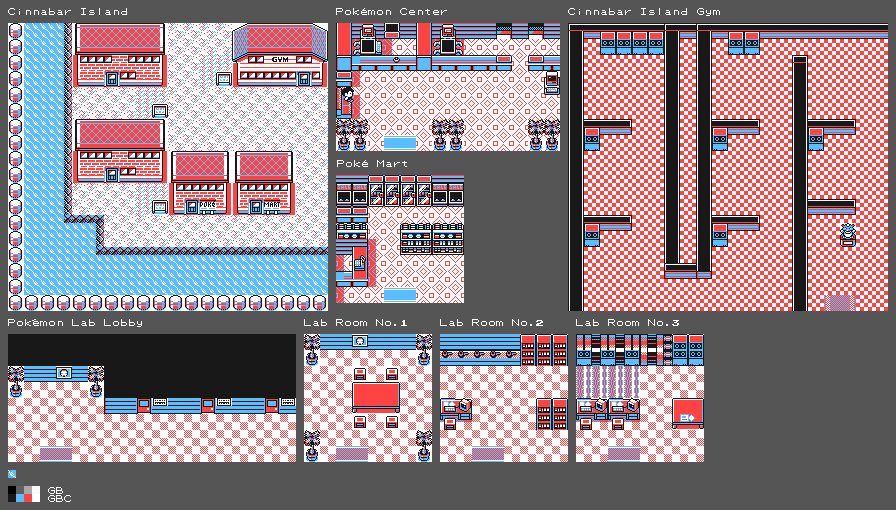 Cinnabar Island
Pokémon Center
Cinnabar Island Gym
GYM
Poké Mart
POKé
MART
Pokémon Lab Lobby
Lab Room No.1
Lab Room No.2
Lab Room No.3
GB
GBC